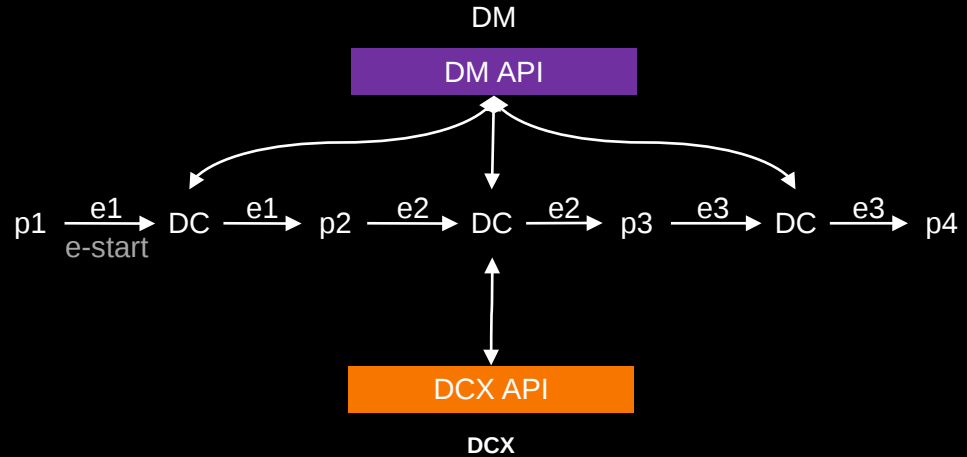 DM
DM API
e1 e1 e2 e2 e3 e3
p1 DC p2 DC p3 DC p4
e-start
DCX API
DCX